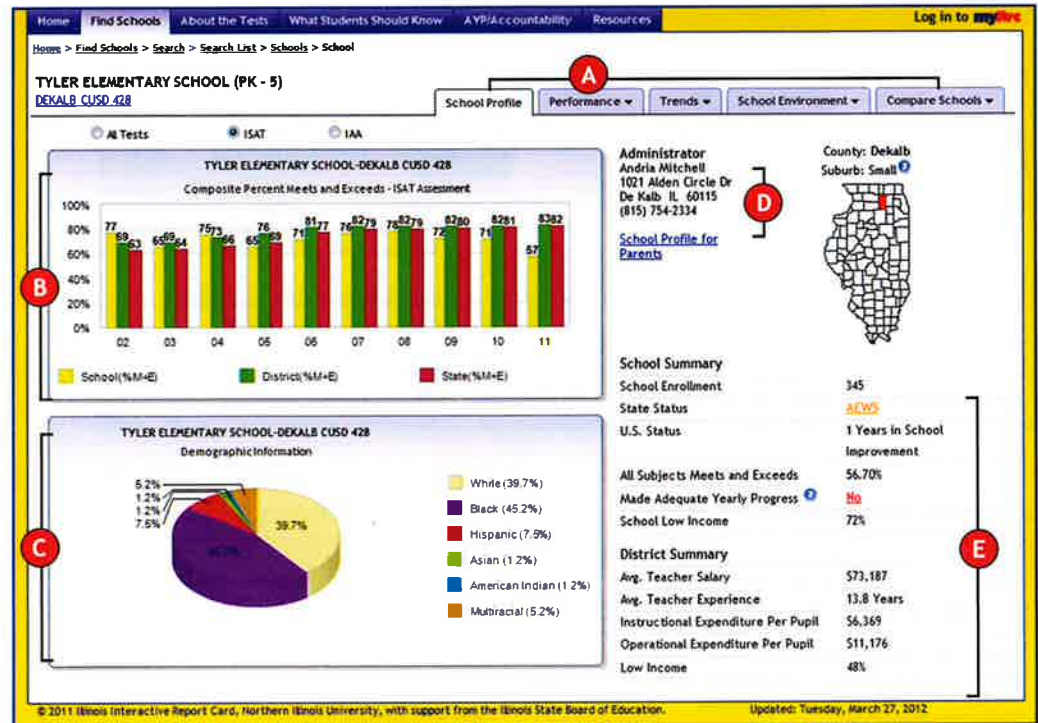 Home Find Schools About the Tests What Students Should Know AYP/Accountability Resources Log in to myiirc
Home > Find Schools > Search > Search List > Schools > School
TYLER ELEMENTARY SCHOOL (PK - 5)
DEKALB CUSD 428
A
School Profile Performance Trends School Environment Compare Schools
All Tests ISAT IAA
TYLER ELEMENTARY SCHOOL-DEKALB CUSD 428
Composite Percent Meets and Exceeds - ISAT Assessment
100%
80%
60%
40%
20%
0%
77 69 63 65 69 64 75 73 66 65 76 69 71 81 77 76 82 79 78 82 79 72 82 80 71 82 81 57 83 82
02 03 04 05 06 07 08 09 10 11
School(%M+E) District(%M+E) State(%M+E)
B
TYLER ELEMENTARY SCHOOL-DEKALB CUSD 428
Demographic Information
5.2%
1.2%
1.2%
7.5%
39.7%
White (39.7%)
Black (45.2%)
Hispanic (7.5%)
Asian (1.2%)
American Indian (1.2%)
Multiracial (5.2%)
C
Administrator
Andria Mitchell
1021 Alden Circle Dr
De Kalb IL 60115
(815) 754-2334
School Profile for
Parents
D
County: Dekalb
Suburb: Small ?
School Summary
School Enrollment 345
State Status AEWS
U.S. Status 1 Years in School
Improvement
All Subjects Meets and Exceeds 56.70%
Made Adequate Yearly Progress ? No
School Low Income 72%
District Summary
Avg. Teacher Salary $73,187
Avg. Teacher Experience 13.8 Years
Instructional Expenditure Per Pupil $6,369
Operational Expenditure Per Pupil $11,176
Low Income 48%
E
© 2011 Illinois Interactive Report Card, Northern Illinois University, with support from the Illinois State Board of Education. Updated: Tuesday, March 27, 2012